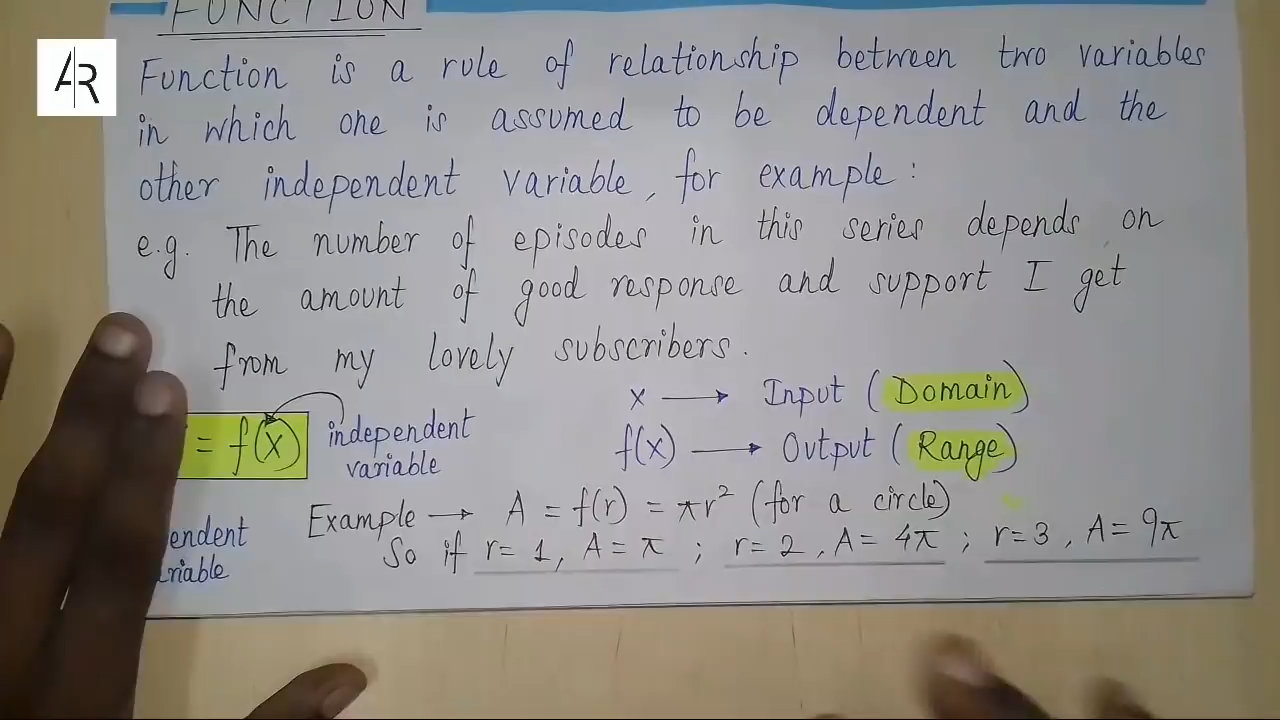 FUNCTION
AR
Function is a rule of relationship between two variables
in which one is assumed to be dependent and the
other independent variable, for example:
e.g. The number of episodes in this series depends on
the amount of good response and support I get
from my lovely subscribers.
x → Input (Domain)
= f(x) independent
variable
f(x) → Output (Range)
Example → A = f(r) = πr² (for a circle)
So if r= 1, A = π ; r= 2, A= 4π ; r=3, A= 9π
endent
riable